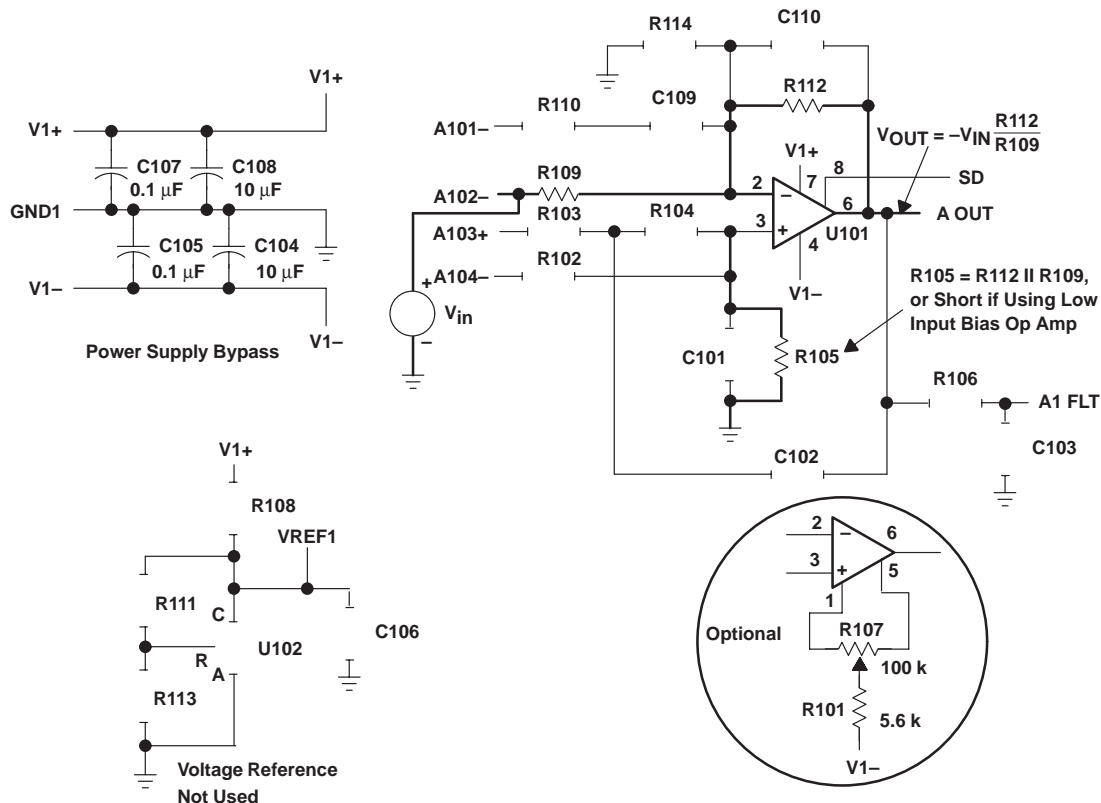 V1+
V1+
C107
0.1 µF
C108
10 µF
GND1
C105
0.1 µF
C104
10 µF
V1–
V1–
Power Supply Bypass
R114
C110
R112
R110
C109
A101–
VOUT = –VIN R112
R109
V1+
7
8
SD
A102–
R109
2
–
6
A OUT
R103
R104
3
+
U101
A103+
4
A104–
R102
V1–
+
Vin
–
R105 = R112 II R109,
or Short if Using Low
Input Bias Op Amp
C101
R105
R106
A1 FLT
C103
C102
V1+
R108
VREF1
R111
C
C106
U102
R
A
R113
Voltage Reference
Not Used
2
–
6
3
+
5
1
Optional
R107
100 k
R101
5.6 k
V1–